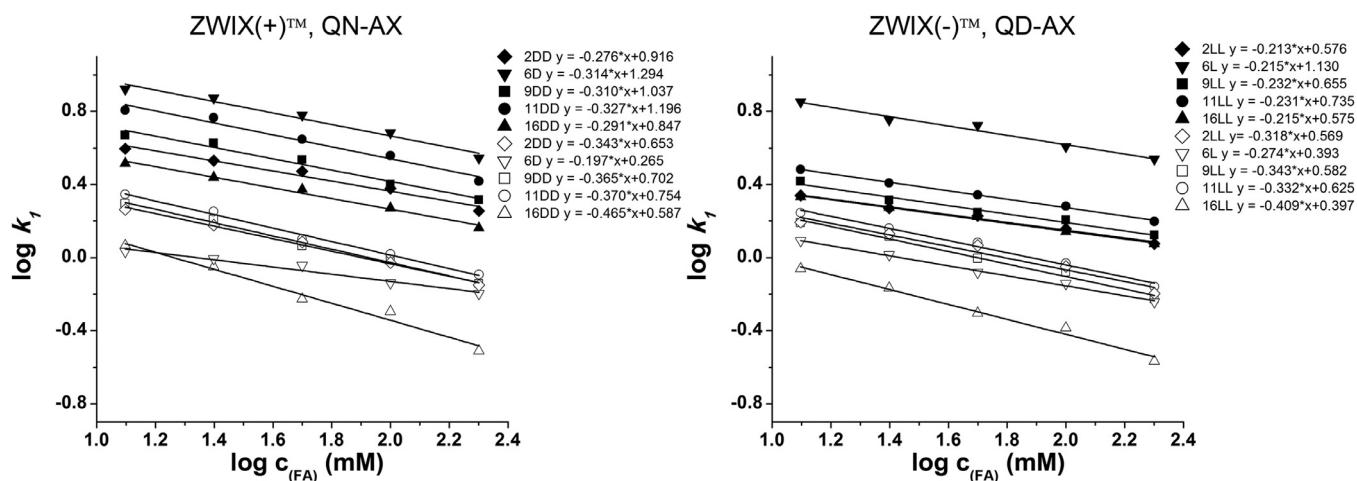 ZWIX(+)™, QN-AX
2DD y = -0.276*x+0.916
6D y = -0.314*x+1.294
9DD y = -0.310*x+1.037
11DD y = -0.327*x+1.196
16DD y = -0.291*x+0.847
2DD y = -0.343*x+0.653
6D y = -0.197*x+0.265
9DD y = -0.365*x+0.702
11DD y = -0.370*x+0.754
16DD y = -0.465*x+0.587
log k1
0.8
0.4
0.0
-0.4
-0.8
1.0 1.2 1.4 1.6 1.8 2.0 2.2 2.4
log c(FA) (mM)
ZWIX(-)™, QD-AX
2LL y = -0.213*x+0.576
6L y = -0.215*x+1.130
9LL y = -0.232*x+0.655
11LL y = -0.231*x+0.735
16LL y = -0.215*x+0.575
2LL y= -0.318*x+0.569
6L y = -0.274*x+0.393
9LL y = -0.343*x+0.582
11LL y = -0.332*x+0.625
16LL y = -0.409*x+0.397
log k1
0.8
0.4
0.0
-0.4
-0.8
1.0 1.2 1.4 1.6 1.8 2.0 2.2 2.4
log c(FA) (mM)